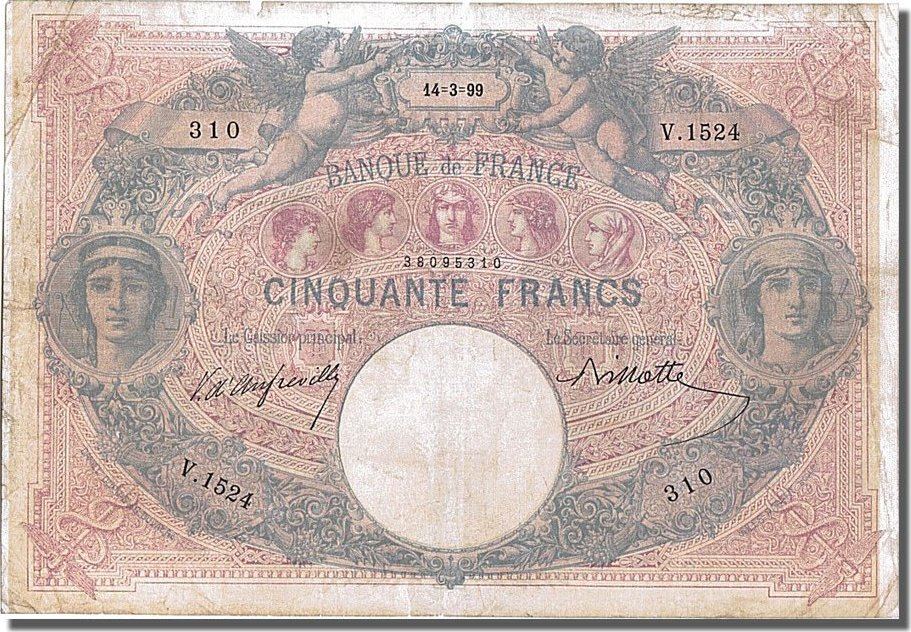 14=3=99
310
V.1524
BANQUE de FRANCE
38095310
CINQUANTE FRANCS
Le Caissier principal.
Le Secrétaire général.
V. d'Anfreville
V.1524
310